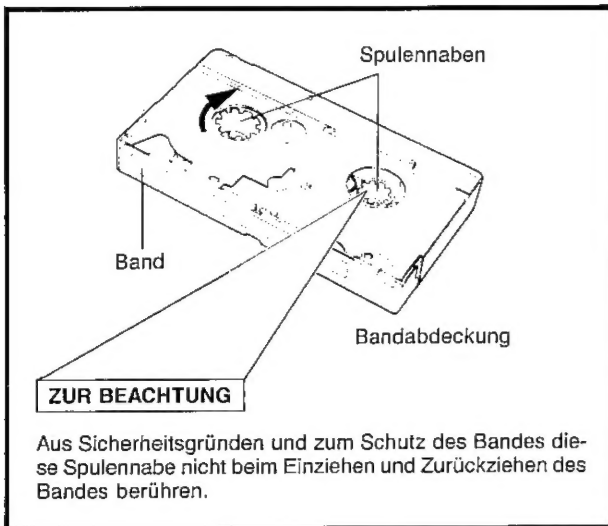 Spulennaben
Band
Bandabdeckung
ZUR BEACHTUNG
Aus Sicherheitsgründen und zum Schutz des Bandes die-
se Spulennabe nicht beim Einziehen und Zurückziehen des
Bandes berühren.